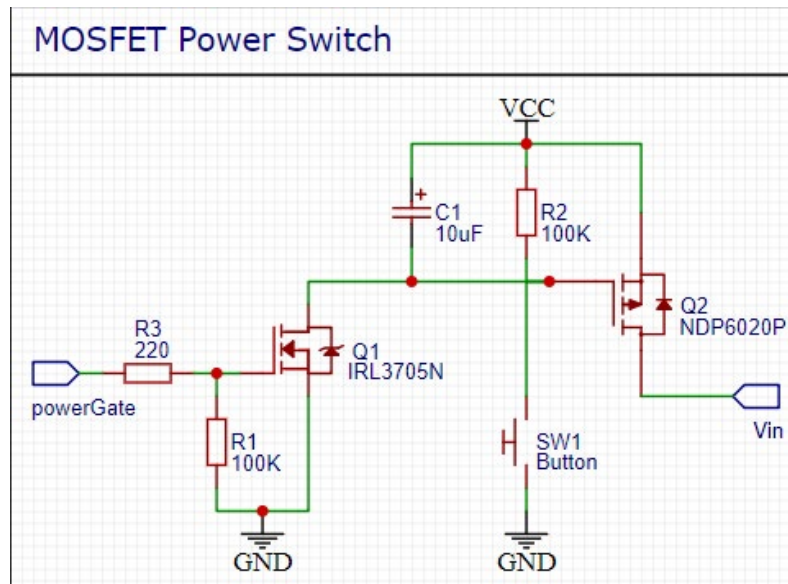 MOSFET Power Switch
VCC
+
C1
10uF
R2
100K
Q2
NDP6020P
R3
220
Q1
IRL3705N
powerGate
Vin
R1
100K
SW1
Button
GND
GND